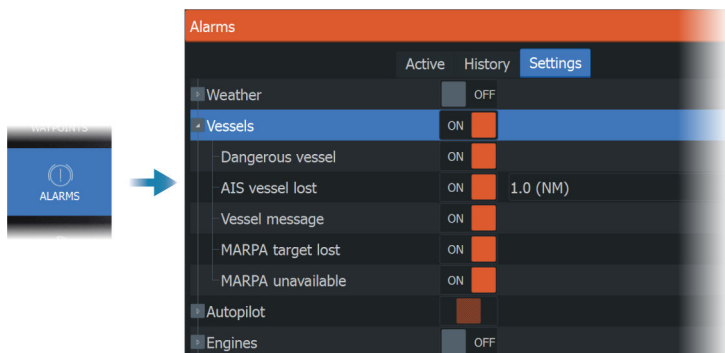 Alarms
Active History Settings
Weather OFF
Vessels ON
Dangerous vessel ON
AIS vessel lost ON 1.0 (NM)
Vessel message ON
MARPA target lost ON
MARPA unavailable ON
Autopilot
Engines OFF
WAYPOINTS
ALARMS